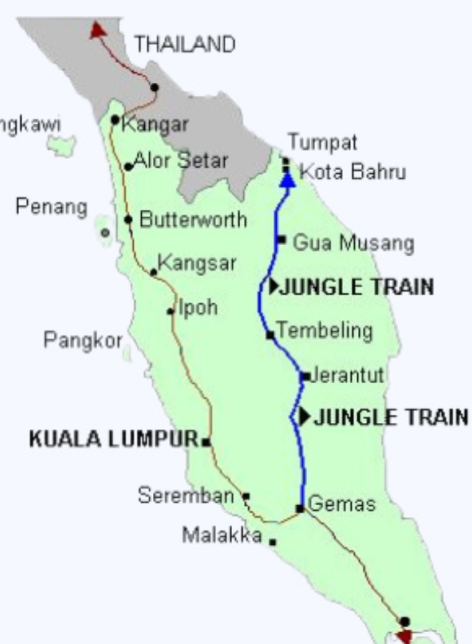 THAILAND
ngkawi
Kangar
Alor Setar
Tumpat
Kota Bahru
Penang
Butterworth
Gua Musang
Kangsar
JUNGLE TRAIN
Ipoh
Tembeling
Pangkor
Jerantut
JUNGLE TRAIN
KUALA LUMPUR
Seremban
Gemas
Malakka